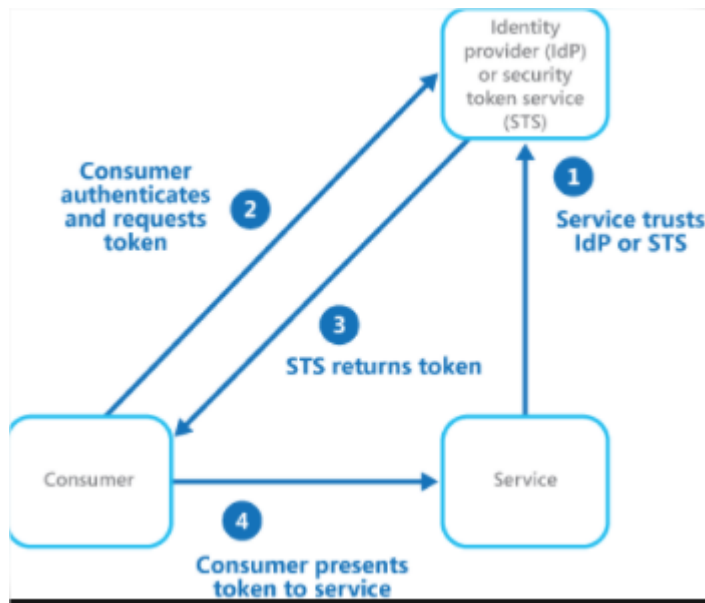 Identity
provider (IdP)
or security
token service
(STS)
1
Service trusts
IdP or STS
Consumer
authenticates
and requests
token
2
3
STS returns token
Consumer
Service
4
Consumer presents
token to service